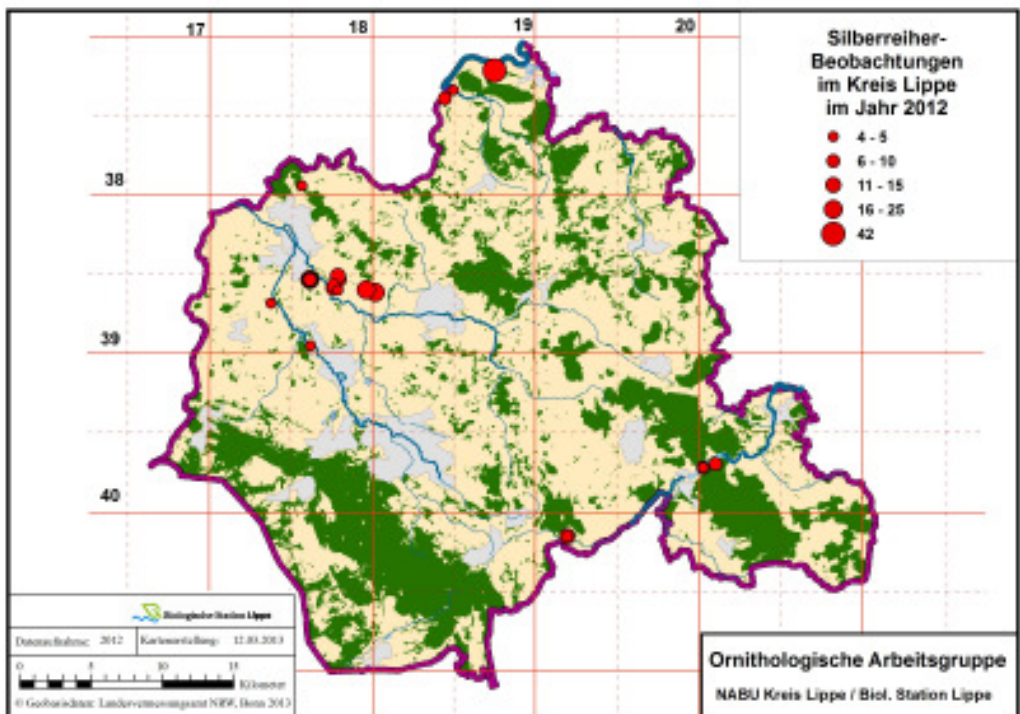 17
18
19
20
38
39
40
Silberreiher-
Beobachtungen
im Kreis Lippe
im Jahr 2012
4 - 5
6 - 10
11 - 15
16 - 25
42
Biologische Station Lippe
Datenaufnahme: 2012
Kartenerstellung: 12.03.2013
0 5 10 15
Kilometer
© Geobasisdaten: Landesvermessungsamt NRW, Bonn 2013
Ornithologische Arbeitsgruppe
NABU Kreis Lippe / Biol. Station Lippe